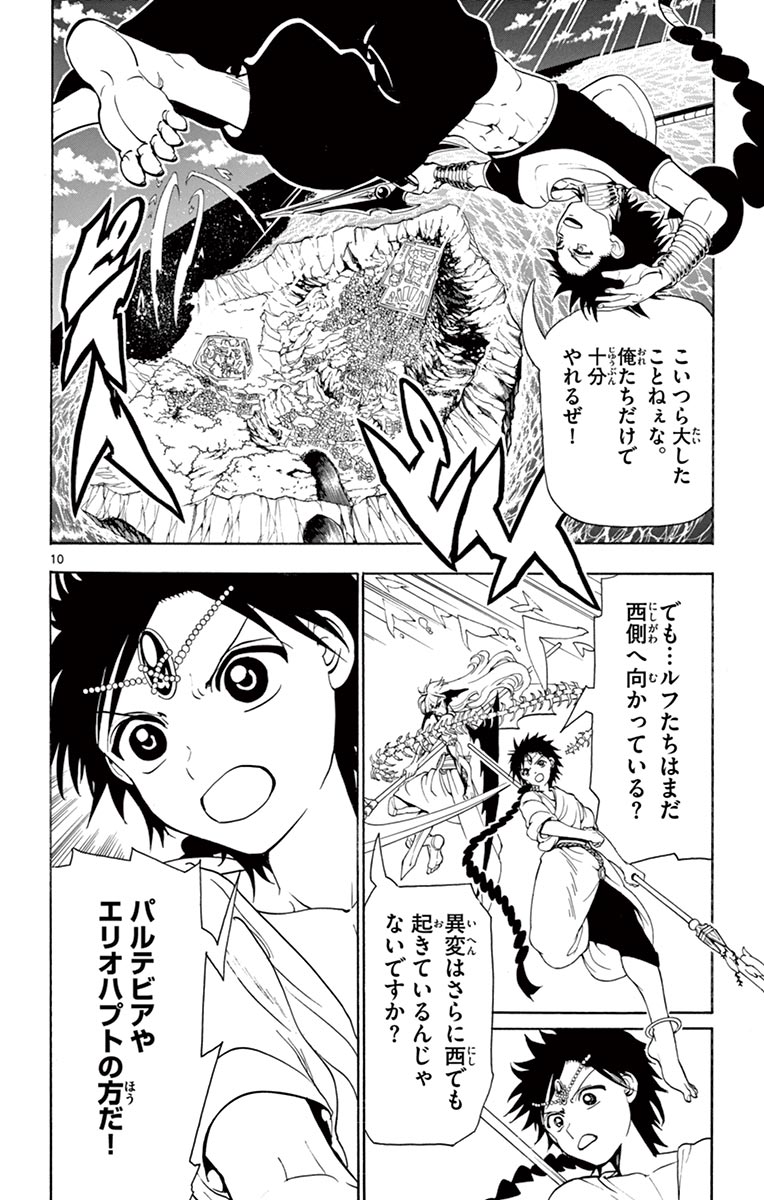 こいつら大した
ことねぇな。
俺たちだけで
十分
やれるぜ！
でも…ルフたちはまだ
西側へ向かっている？
異変はさらに西でも
起きているんじゃ
ないですか？
パルテビアや
エリオハプトの方だ！
10